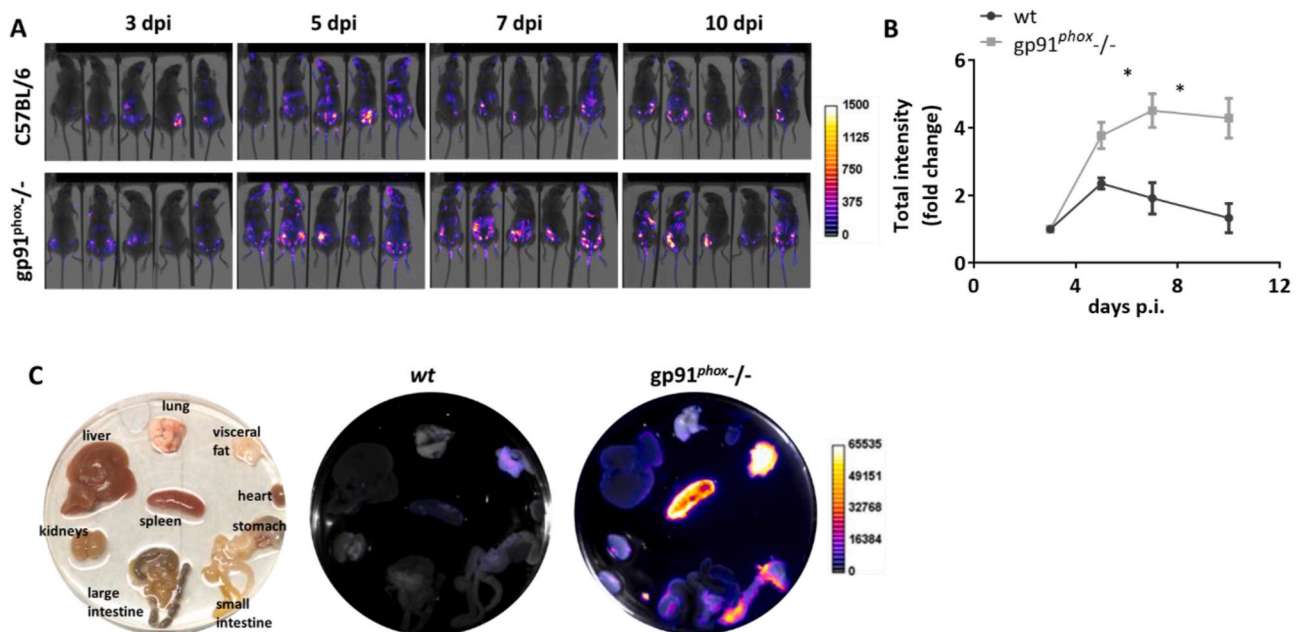 A
3 dpi
5 dpi
7 dpi
10 dpi
C57BL/6
gp91phox-/-
1500
1125
750
375
0
B
wt
gp91phox-/-
Total intensity
(fold change)
6
4
2
0
*
*
0
4
8
12
days p.i.
C
lung
liver
visceral
fat
heart
spleen
stomach
kidneys
large
intestine
small
intestine
wt
gp91phox-/-
65535
49151
32768
16384
0